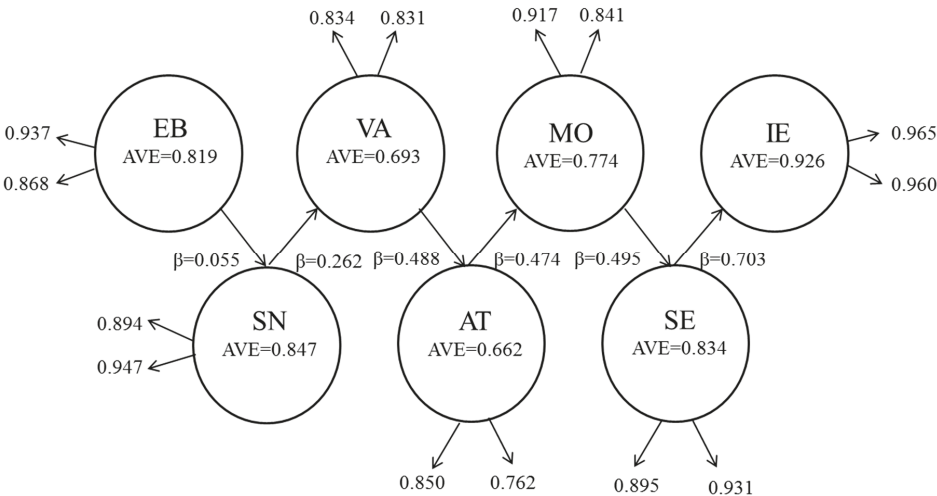 0.834
0.831
0.917
0.841
EB
AVE=0.819
VA
AVE=0.693
MO
AVE=0.774
IE
AVE=0.926
0.937
0.868
0.965
0.960
β=0.055
β=0.262
β=0.488
β=0.474
β=0.495
β=0.703
SN
AVE=0.847
AT
AVE=0.662
SE
AVE=0.834
0.894
0.947
0.850
0.762
0.895
0.931